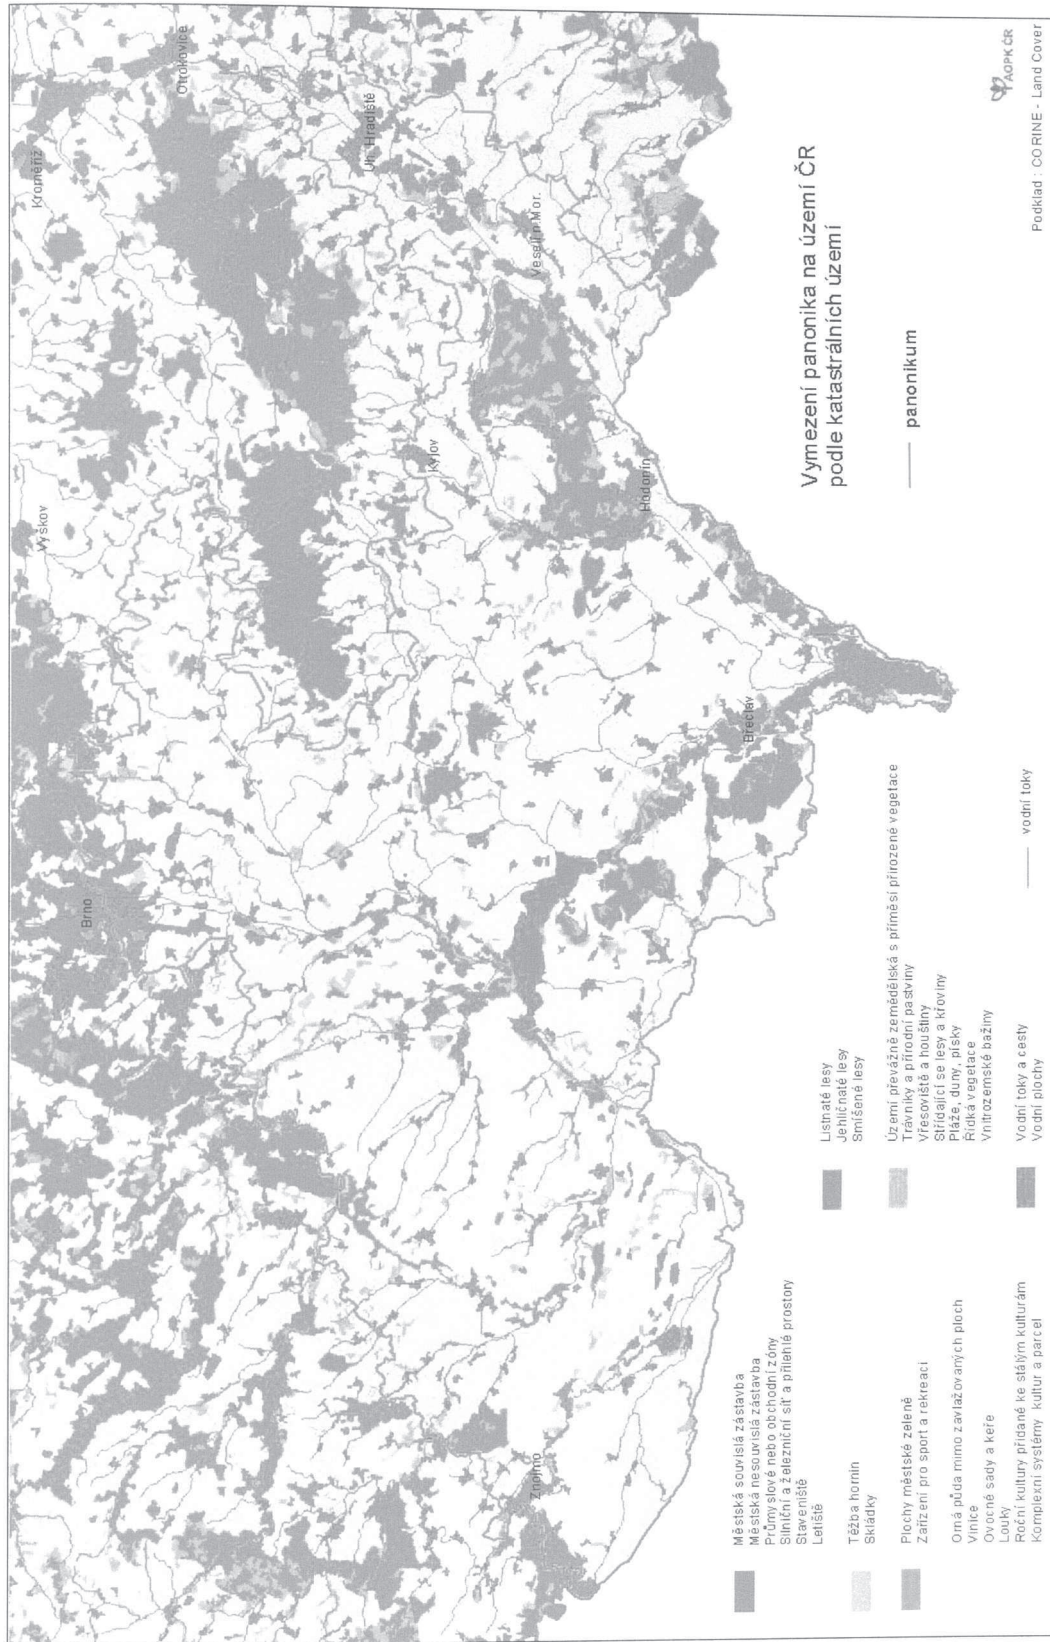 Kroměříž
Otrokovice
Vyškov
Uh. Hradiště
Brno
Kyjov
Veselí n.Mor.
Hodonín
Břeclav
Znojmo
Vymezení panonika na území ČR
podle katastrálních území
panonikum
Městská souvislá zástavba
Městská nesouvislá zástavba
Průmyslové nebo obchodní zóny
Silniční a železniční síť a přilehlé prostory
Staveniště
Letiště
Těžba hornin
Skládky
Plochy městské zeleně
Zařízení pro sport a rekreaci
Orná půda mimo zavlažovaných ploch
Vinice
Ovocné sady a keře
Louky
Roční kultury přidané ke stálým kulturám
Komplexní systémy kultur a parcel
Listnaté lesy
Jehličnaté lesy
Smíšené lesy
Území převážně zemědělská s příměsí přirozené vegetace
Trávníky a přírodní pastviny
Vřesoviště a houštiny
Střídající se lesy a křoviny
Pláže, duny, písky
Řídká vegetace
Vnitrozemské bažiny
Vodní toky a cesty
Vodní plochy
vodní toky
AOPK ČR
Podklad : CORINE - Land Cover